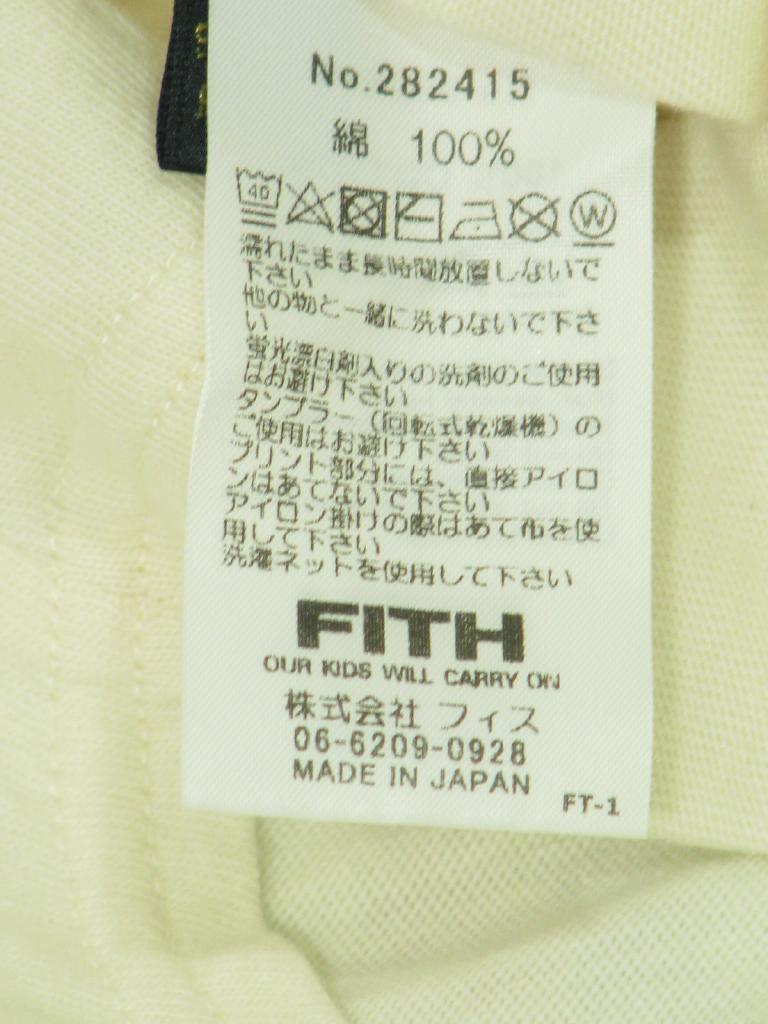 No.282415
綿 100%
40
W
濡れたまま長時間放置しないで
下さい
他の物と一緒に洗わないで下さ
い
蛍光漂白剤入りの洗剤のご使用
はお避け下さい
タンブラー（回転式乾燥機）の
ご使用はお避け下さい
プリント部分には、直接アイロ
ンはあてないで下さい
アイロン掛けの際はあて布を使
用して下さい
洗濯ネットを使用して下さい
FITH
OUR KIDS WILL CARRY ON
株式会社 フィス
06-6209-0928
MADE IN JAPAN
FT-1